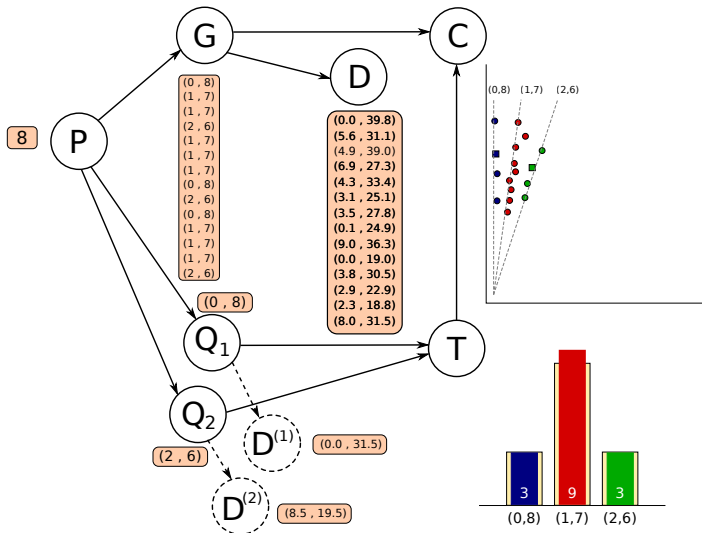 G
C
D
P
8
(0 , 8)
(1 , 7)
(1 , 7)
(2 , 6)
(1 , 7)
(1 , 7)
(1 , 7)
(0 , 8)
(2 , 6)
(0 , 8)
(1 , 7)
(1 , 7)
(1 , 7)
(2 , 6)
(0.0 , 39.8)
(5.6 , 31.1)
(4.9 , 39.0)
(6.9 , 27.3)
(4.3 , 33.4)
(3.1 , 25.1)
(3.5 , 27.8)
(0.1 , 24.9)
(9.0 , 36.3)
(0.0 , 19.0)
(3.8 , 30.5)
(2.9 , 22.9)
(2.3 , 18.8)
(8.0 , 31.5)
(0,8) (1,7) (2,6)
(0 , 8)
Q1
T
Q2
(2 , 6)
D(1)
(0.0 , 31.5)
D(2)
(8.5 , 19.5)
3 9 3
(0,8) (1,7) (2,6)